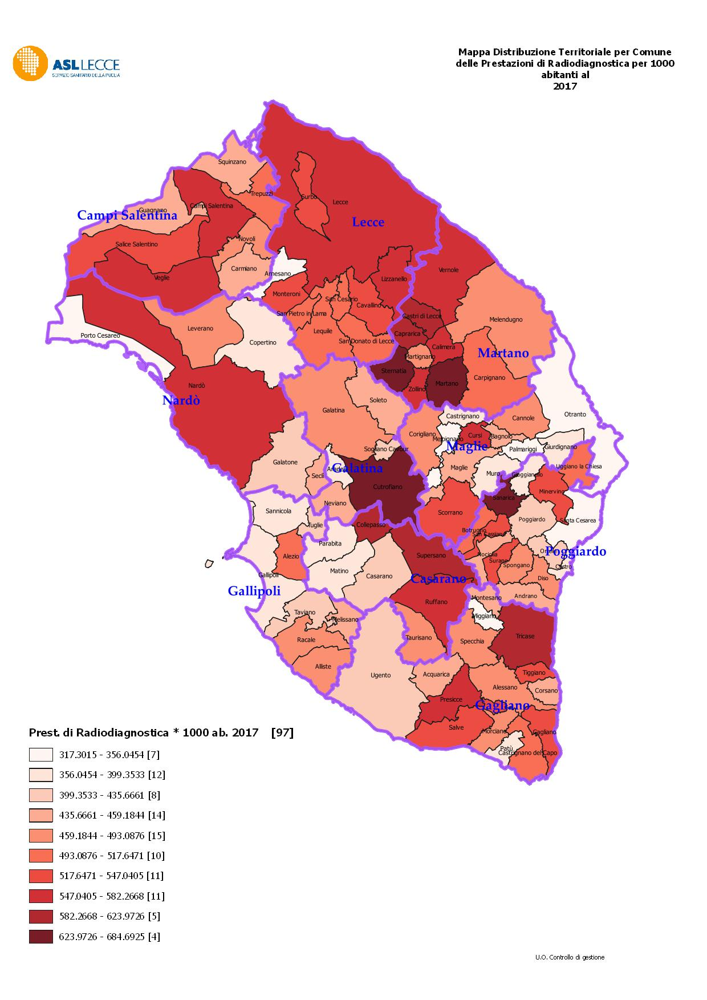 ASL LECCE
SERVIZIO SANITARIO DELLA PUGLIA
Mappa Distribuzione Territoriale per Comune
delle Prestazioni di Radiodiagnostica per 1000
abitanti al
2017
Squinzano
Trepuzzi
Surbo
Lecce
Campi Salentina
Guagnano
Campi Salentina
Lecce
Novoli
Salice Salentino
Carmiano
Arnesano
Vernole
Veglie
Lizzanello
Monteroni
San Cesario
Cavallino
San Pietro in Lama
Castri di Lecce
Melendugno
Leverano
Lequile
Caprarica
Porto Cesareo
Copertino
San Donato di Lecce
Calimera
Martano
Martignano
Sternatia
Carpignano
Martano
Nardò
Zollino
Nardò
Soleto
Galatina
Castrignano
Otranto
Cannole
Corigliano
Melpignano
Cursi
Bagnolo
Maglie
Giurdignano
Sogliano Cavour
Palmariggi
Galatone
Maglie
Uggiano la Chiesa
Aradeo
Galatina
Seclì
Muro
Giuggianello
Cutrofiano
Minervino
Sanarica
Neviano
Sannicola
Scorrano
Poggiardo
Santa Cesarea
Tuglie
Collepasso
Botrugno
San Cassiano
Parabita
Poggiardo
Alezio
Supersano
Nociglia
Surano
Spongano
Castro
Matino
Gallipoli
Casarano
Casarano
Diso
Gallipoli
Andrano
Montesano
Ruffano
Taviano
Melissano
Miggiano
Racale
Taurisano
Specchia
Tricase
Alliste
Ugento
Acquarica
Tiggiano
Alessano
Corsano
Presicce
Gagliano
Salve
Morciano
Gagliano
Patù
Castrignano del Capo
Prest. di Radiodiagnostica * 1000 ab. 2017 [97]
317.3015 - 356.0454 [7]
356.0454 - 399.3533 [12]
399.3533 - 435.6661 [8]
435.6661 - 459.1844 [14]
459.1844 - 493.0876 [15]
493.0876 - 517.6471 [10]
517.6471 - 547.0405 [11]
547.0405 - 582.2668 [11]
582.2668 - 623.9726 [5]
623.9726 - 684.6925 [4]
U.O. Controllo di gestione